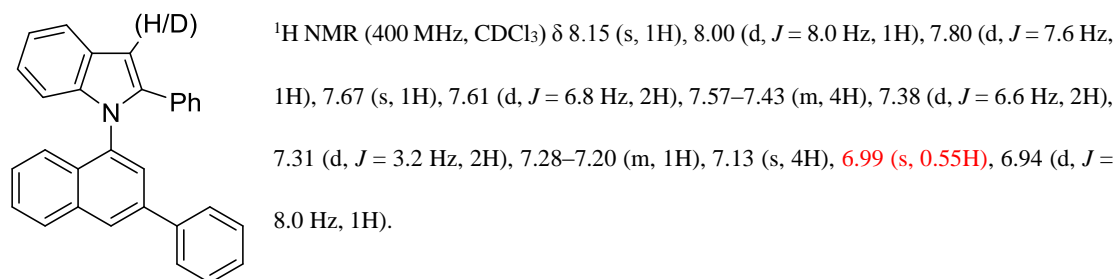 (H/D)
Ph
N
¹H NMR (400 MHz, CDCl₃) δ 8.15 (s, 1H), 8.00 (d, J = 8.0 Hz, 1H), 7.80 (d, J = 7.6 Hz,
1H), 7.67 (s, 1H), 7.61 (d, J = 6.8 Hz, 2H), 7.57–7.43 (m, 4H), 7.38 (d, J = 6.6 Hz, 2H),
7.31 (d, J = 3.2 Hz, 2H), 7.28–7.20 (m, 1H), 7.13 (s, 4H), 6.99 (s, 0.55H), 6.94 (d, J =
8.0 Hz, 1H).